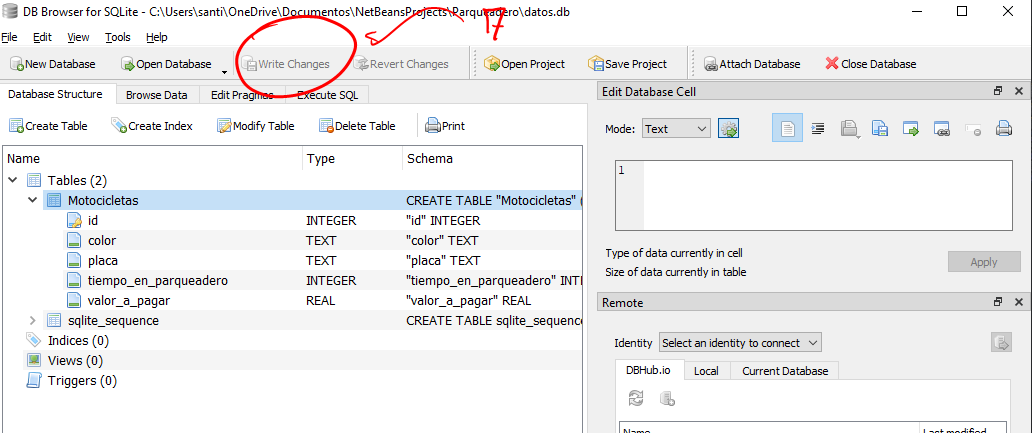 DB Browser for SQLite - C:\Users\santi\OneDrive\Documentos\NetBeansProjects\Parqueadero\datos.db
File Edit View Tools Help
17
New Database Open Database Write Changes Revert Changes Open Project Save Project Attach Database Close Database
Database Structure Browse Data Edit Pragmas Execute SQL
Create Table Create Index Modify Table Delete Table Print
Name Type Schema
Tables (2)
Motocicletas CREATE TABLE "Motocicletas" (
id INTEGER "id" INTEGER
color TEXT "color" TEXT
placa TEXT "placa" TEXT
tiempo_en_parqueadero INTEGER "tiempo_en_parqueadero" INTE
valor_a_pagar REAL "valor_a_pagar" REAL
sqlite_sequence CREATE TABLE sqlite_sequence
Indices (0)
Views (0)
Triggers (0)
Edit Database Cell
Mode: Text
1
Type of data currently in cell
Size of data currently in table
Apply
Remote
Identity Select an identity to connect
DBHub.io Local Current Database
Name Last modified